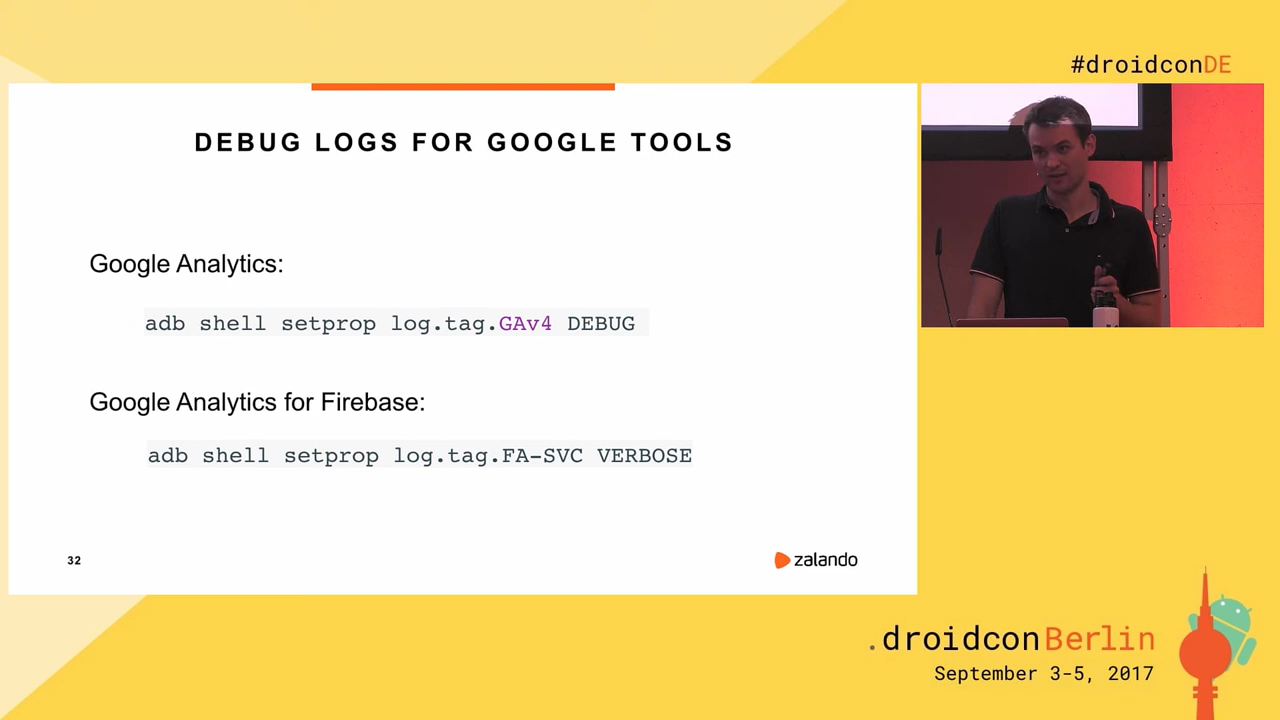 #droidconDE
DEBUG LOGS FOR GOOGLE TOOLS
Google Analytics:
adb shell setprop log.tag.GAv4 DEBUG
Google Analytics for Firebase:
adb shell setprop log.tag.FA-SVC VERBOSE
32
zalando
.droidconBerlin
September 3-5, 2017